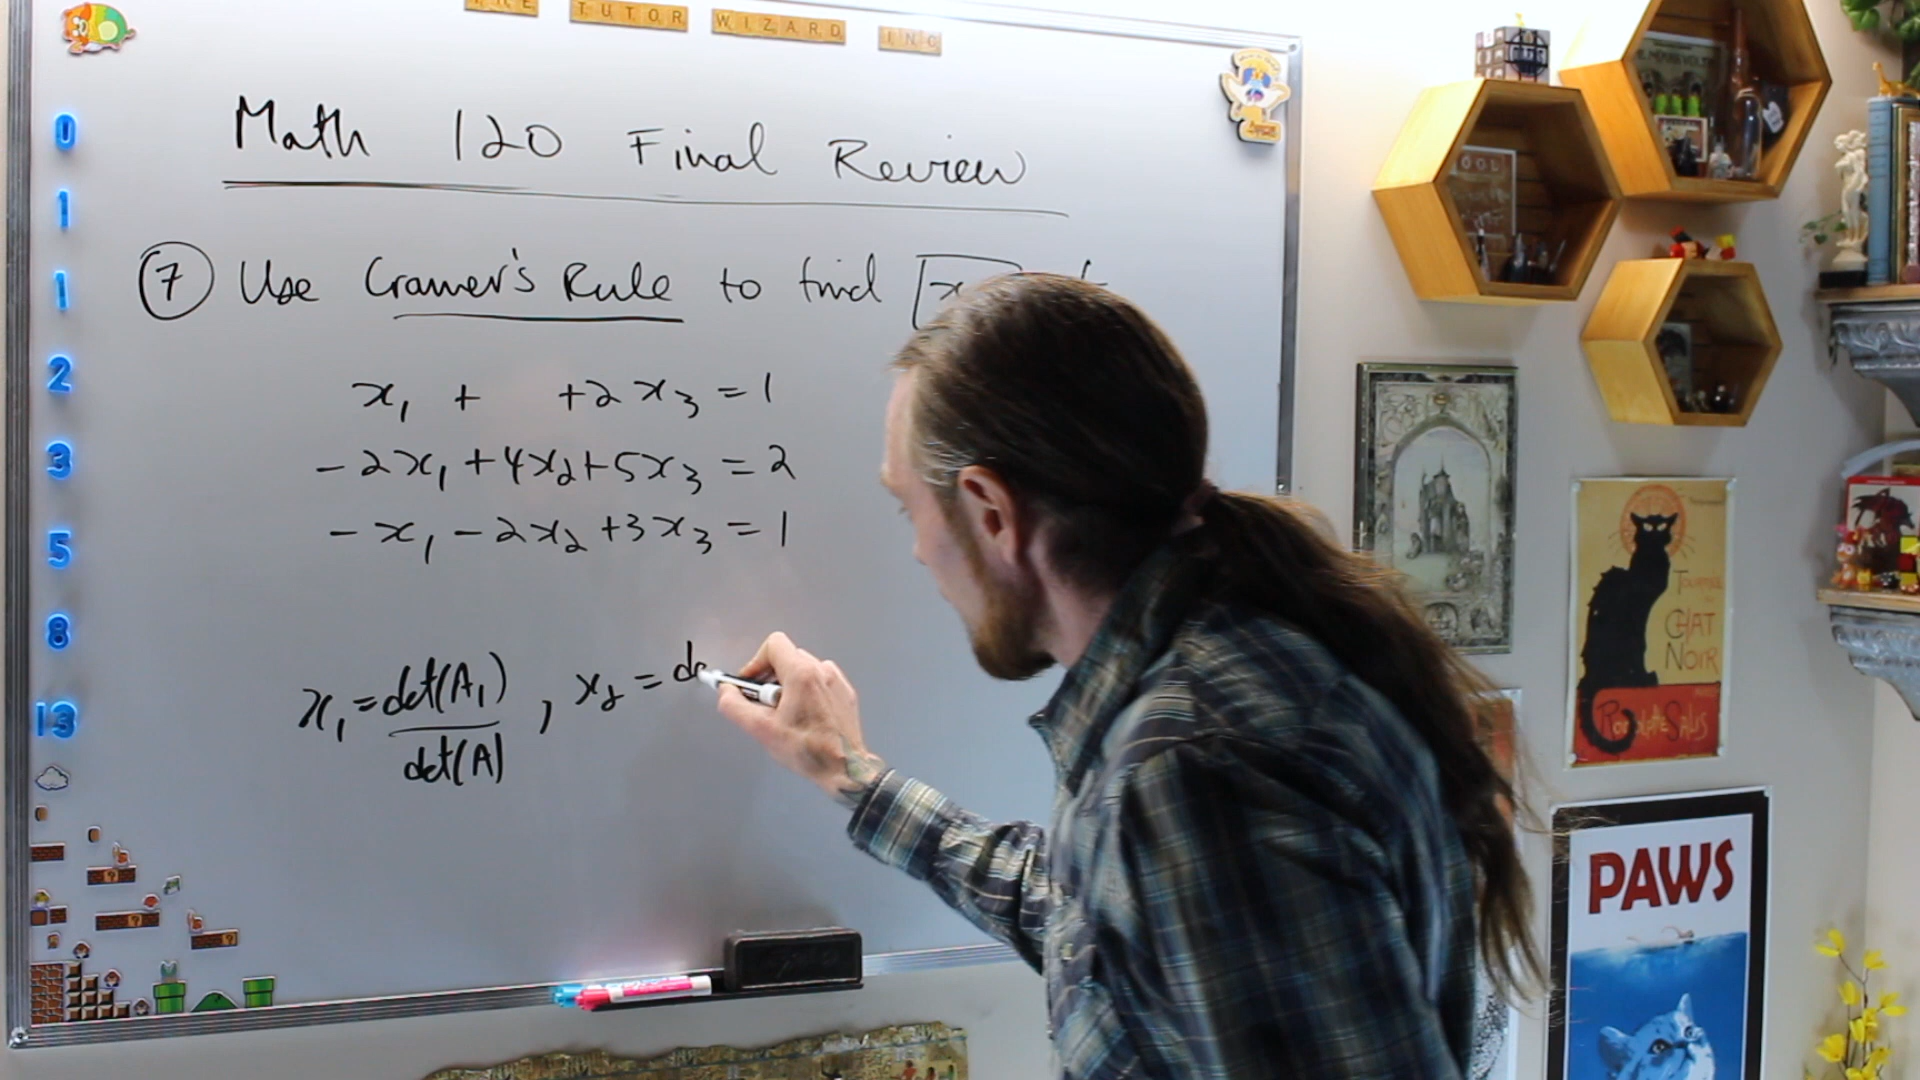 TUTOR WIZARD INC
Math 120 Final Review
7 Use Cramer's Rule to find
x₁ + +2x₃ = 1
-2x₁ +4x₂+5x₃ = 2
-x₁ -2x₂ +3x₃ = 1
x₁ = det(A₁) , x₂ =
det(A)
0
1
1
2
3
5
8
13
CHAT
NOIR
PAWS